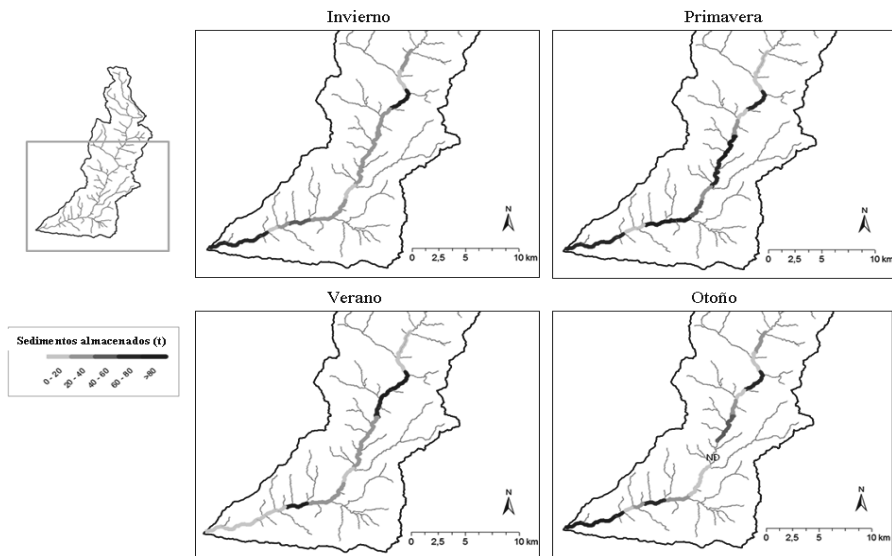 Invierno
Primavera
N
0 2,5 5 10 km
N
0 2,5 5 10 km
Verano
Otoño
Sedimentos almacenados (t)
0 - 20
20 - 40
40 - 60
60 - 80
>80
N
0 2,5 5 10 km
ND
N
0 2,5 5 10 km